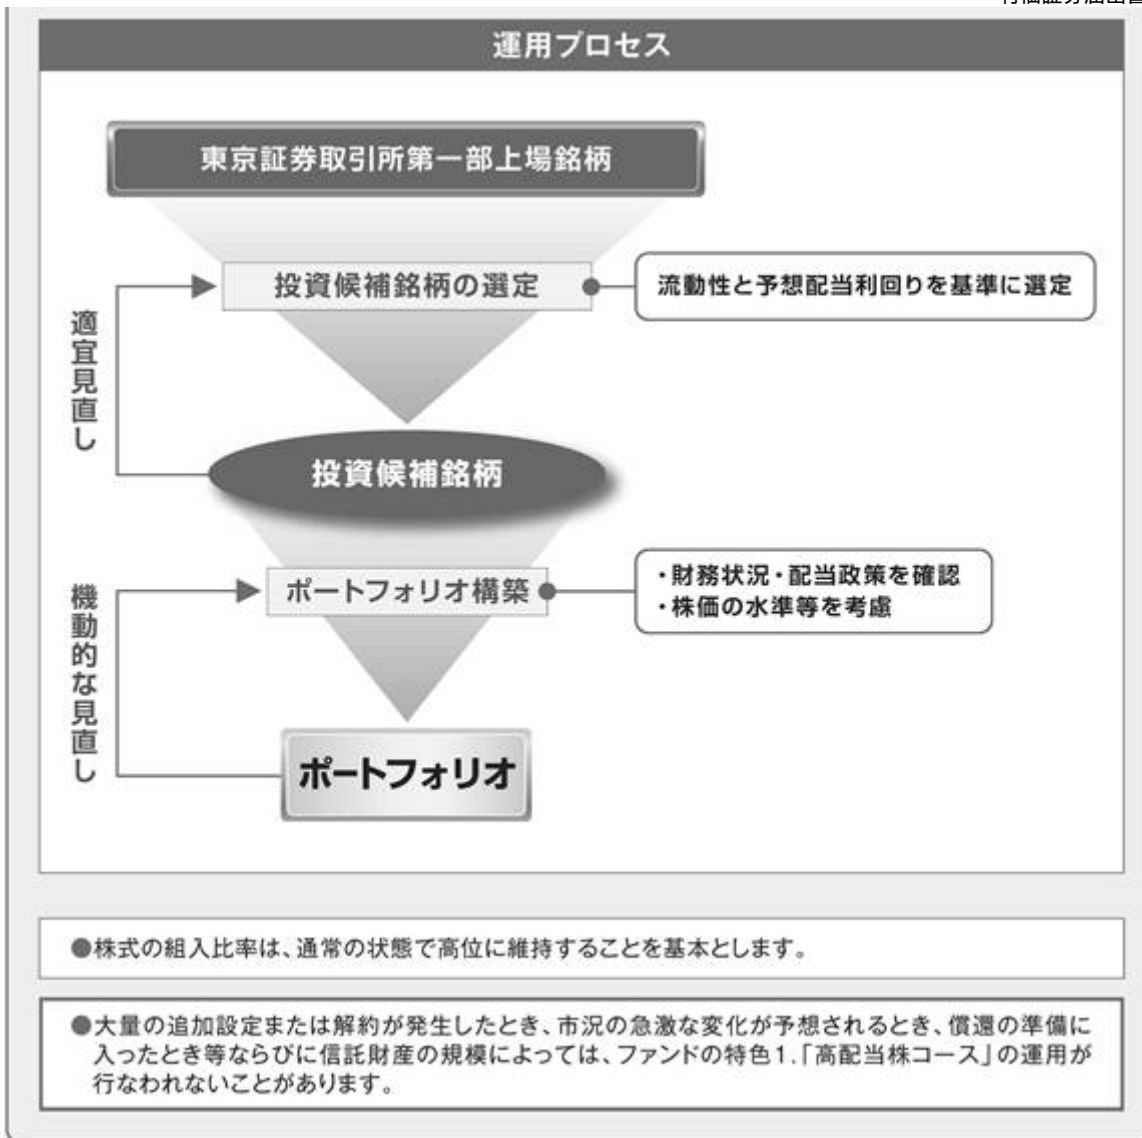 運用プロセス
東京証券取引所第一部上場銘柄
投資候補銘柄の選定
流動性と予想配当利回りを基準に選定
適宜見直し
投資候補銘柄
ポートフォリオ構築
・財務状況・配当政策を確認
・株価の水準等を考慮
機動的な見直し
ポートフォリオ
●株式の組入比率は、通常の状態で高位に維持することを基本とします。
●大量の追加設定または解約が発生したとき、市況の急激な変化が予想されるとき、償還の準備に
入ったとき等ならびに信託財産の規模によっては、ファンドの特色1.「高配当株コース」の運用が
行なわれないことがあります。